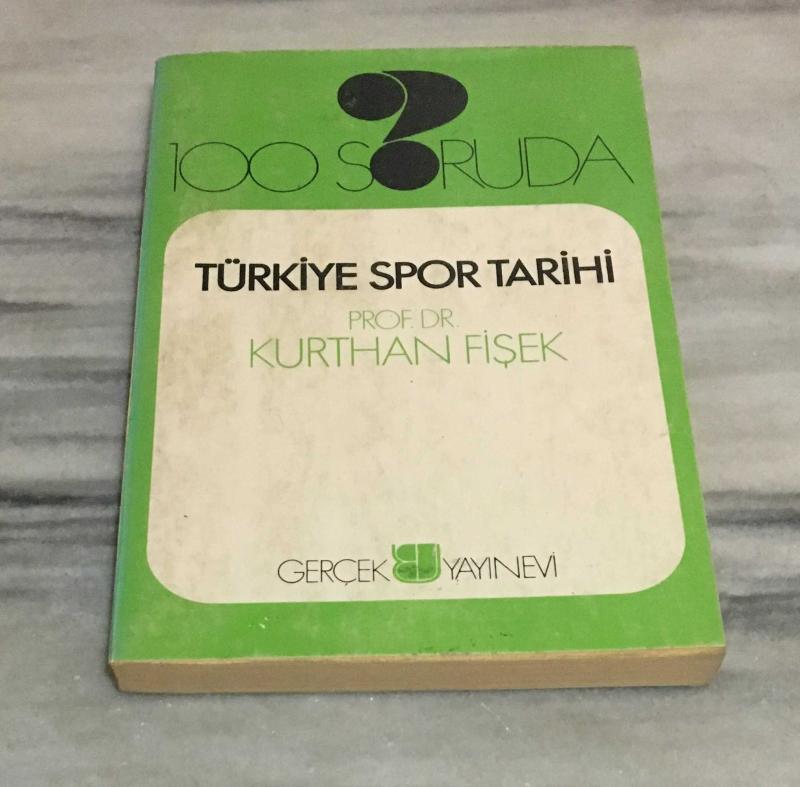 100 SORUDA
TÜRKİYE SPOR TARİHİ
PROF. DR.
KURTHAN FİŞEK
GERÇEK YAYINEVİ